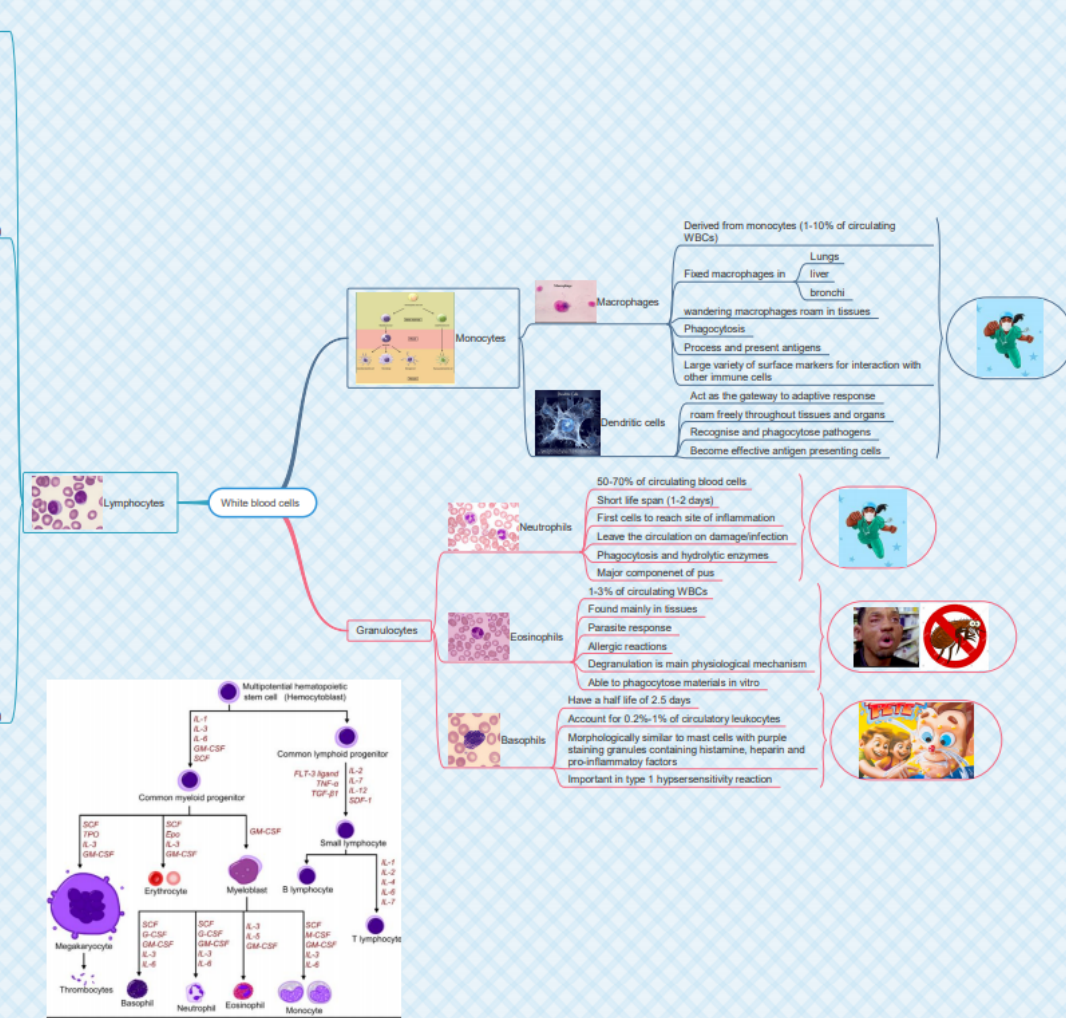 Derived from monocytes (1-10% of circulating
WBCs)
Lungs
Fixed macrophages in
liver
bronchi
Macrophages
wandering macrophages roam in tissues
Phagocytosis
Monocytes
Process and present antigens
Large variety of surface markers for interaction with
other immune cells
Act as the gateway to adaptive response
roam freely throughout tissues and organs
Dendritic cells
Recognise and phagocytose pathogens
Become effective antigen presenting cells
Lymphocytes
White blood cells
50-70% of circulating blood cells
Short life span (1-2 days)
First cells to reach site of inflammation
Neutrophils
Leave the circulation on damage/infection
Phagocytosis and hydrolytic enzymes
Major componenet of pus
Granulocytes
1-3% of circulating WBCs
Found mainly in tissues
Parasite response
Eosinophils
Allergic reactions
Degranulation is main physiological mechanism
Able to phagocytose materials in vitro
Have a half life of 2.5 days
Account for 0.2%-1% of circulatory leukocytes
Basophils
Morphologically similar to mast cells with purple
staining granules containing histamine, heparin and
pro-inflammatoy factors
Important in type 1 hypsersensitivity reaction
PETE
Multipotential hematopoietic
stem cell (Hemocytoblast)
IL-1
IL-3
IL-6
GM-CSF
SCF
Common lymphoid progenitor
FLT-3 ligand
TNF-α
TGF-β1
IL-2
IL-7
IL-12
SDF-1
Common myeloid progenitor
SCF
TPO
IL-3
GM-CSF
SCF
Epo
IL-3
GM-CSF
GM-CSF
Small lymphocyte
Erythrocyte
Myeloblast
B lymphocyte
IL-1
IL-2
IL-4
IL-6
IL-7
T lymphocyte
Megakaryocyte
SCF
G-CSF
GM-CSF
IL-3
IL-6
SCF
G-CSF
GM-CSF
IL-3
IL-6
IL-3
IL-5
GM-CSF
SCF
M-CSF
GM-CSF
IL-3
IL-6
Thrombocytes
Basophil
Neutrophil
Eosinophil
Monocyte